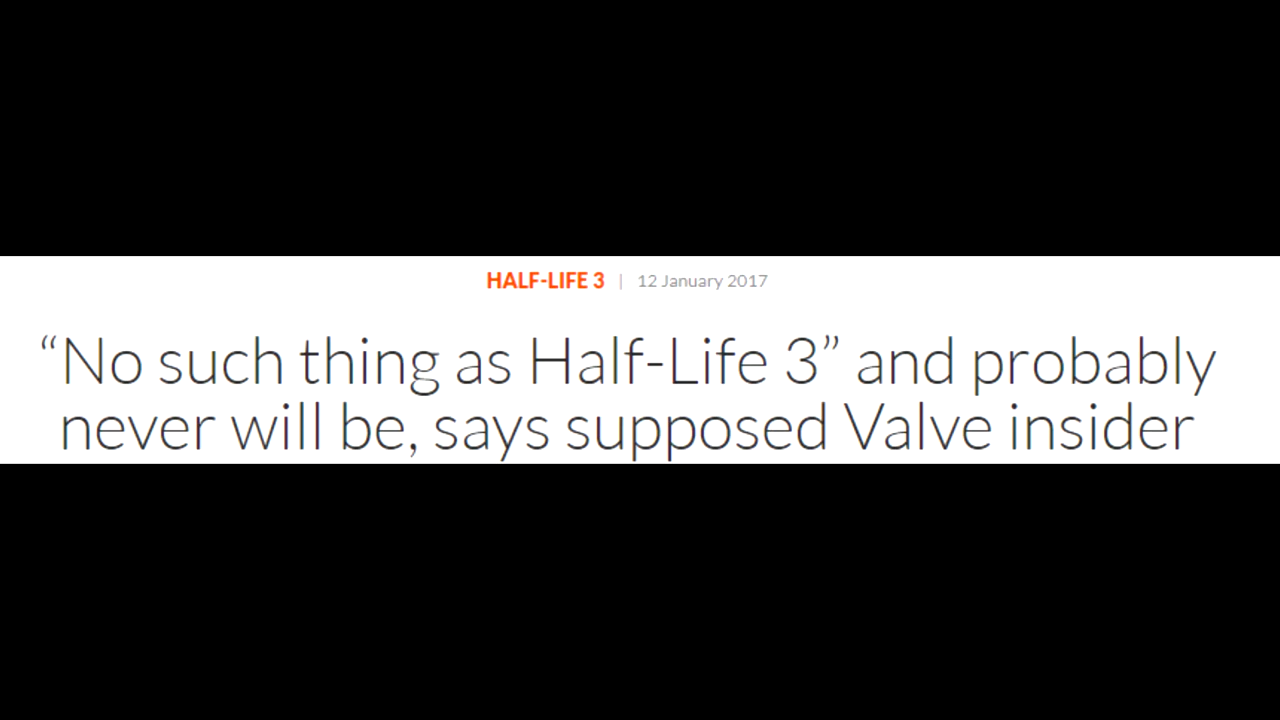 HALF-LIFE 3 | 12 January 2017
“No such thing as Half-Life 3” and probably
never will be, says supposed Valve insider